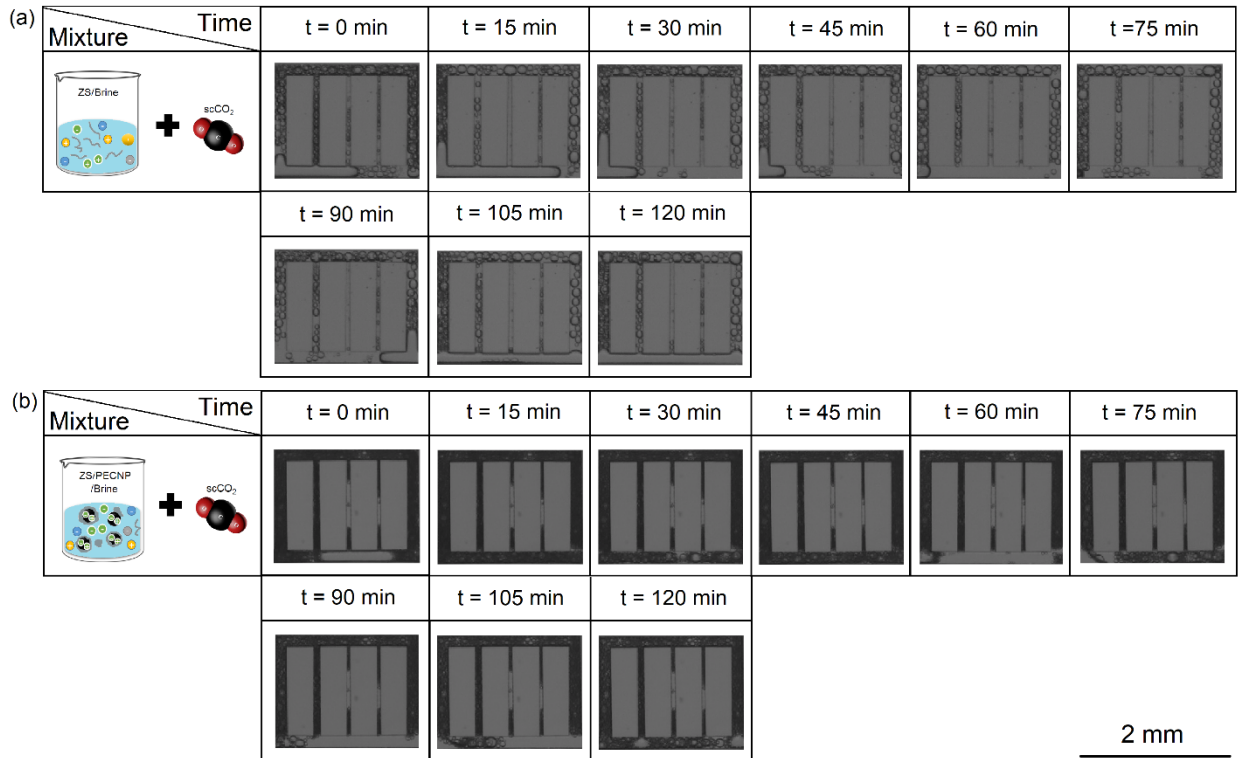 (a)
Time
Mixture
t = 0 min
t = 15 min
t = 30 min
t = 45 min
t = 60 min
t =75 min
ZS/Brine
scCO₂
t = 90 min
t = 105 min
t = 120 min
(b)
Time
Mixture
t = 0 min
t = 15 min
t = 30 min
t = 45 min
t = 60 min
t = 75 min
ZS/PECNP
/Brine
scCO₂
t = 90 min
t = 105 min
t = 120 min
2 mm